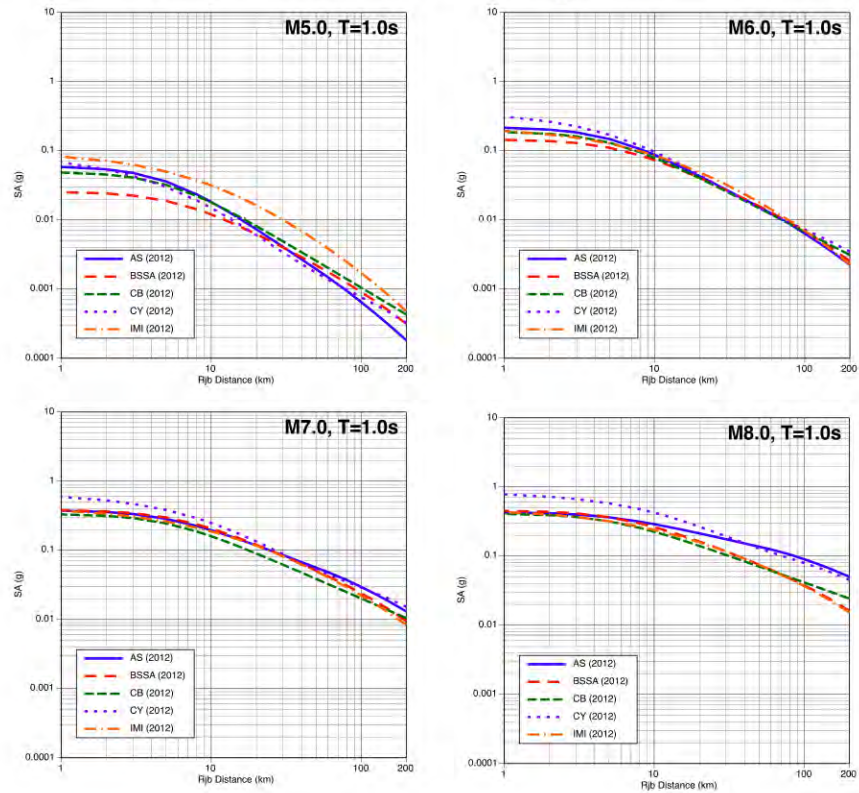 M5.0, T=1.0s
10
1
0.1
0.01
0.001
0.0001
SA (g)
AS (2012)
BSSA (2012)
CB (2012)
CY (2012)
IMI (2012)
1
10
100
200
Rjb Distance (km)
M6.0, T=1.0s
10
1
0.1
0.01
0.001
0.0001
SA (g)
AS (2012)
BSSA (2012)
CB (2012)
CY (2012)
IMI (2012)
1
10
100
200
Rjb Distance (km)
M7.0, T=1.0s
10
1
0.1
0.01
0.001
0.0001
SA (g)
AS (2012)
BSSA (2012)
CB (2012)
CY (2012)
IMI (2012)
1
10
100
200
Rjb Distance (km)
M8.0, T=1.0s
10
1
0.1
0.01
0.001
0.0001
SA (g)
AS (2012)
BSSA (2012)
CB (2012)
CY (2012)
IMI (2012)
1
10
100
200
Rjb Distance (km)